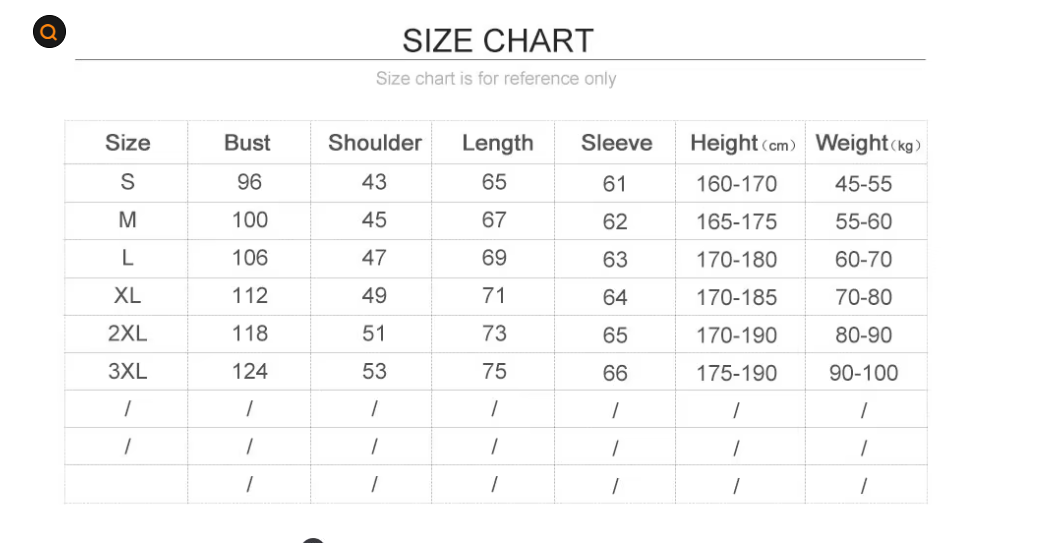 SIZE CHART
Size chart is for reference only
Size Bust Shoulder Length Sleeve Height（cm） Weight（kg）
S 96 43 65 61 160-170 45-55
M 100 45 67 62 165-175 55-60
L 106 47 69 63 170-180 60-70
XL 112 49 71 64 170-185 70-80
2XL 118 51 73 65 170-190 80-90
3XL 124 53 75 66 175-190 90-100
/ / / / / / /
/ / / / / / /
/ / / / / /